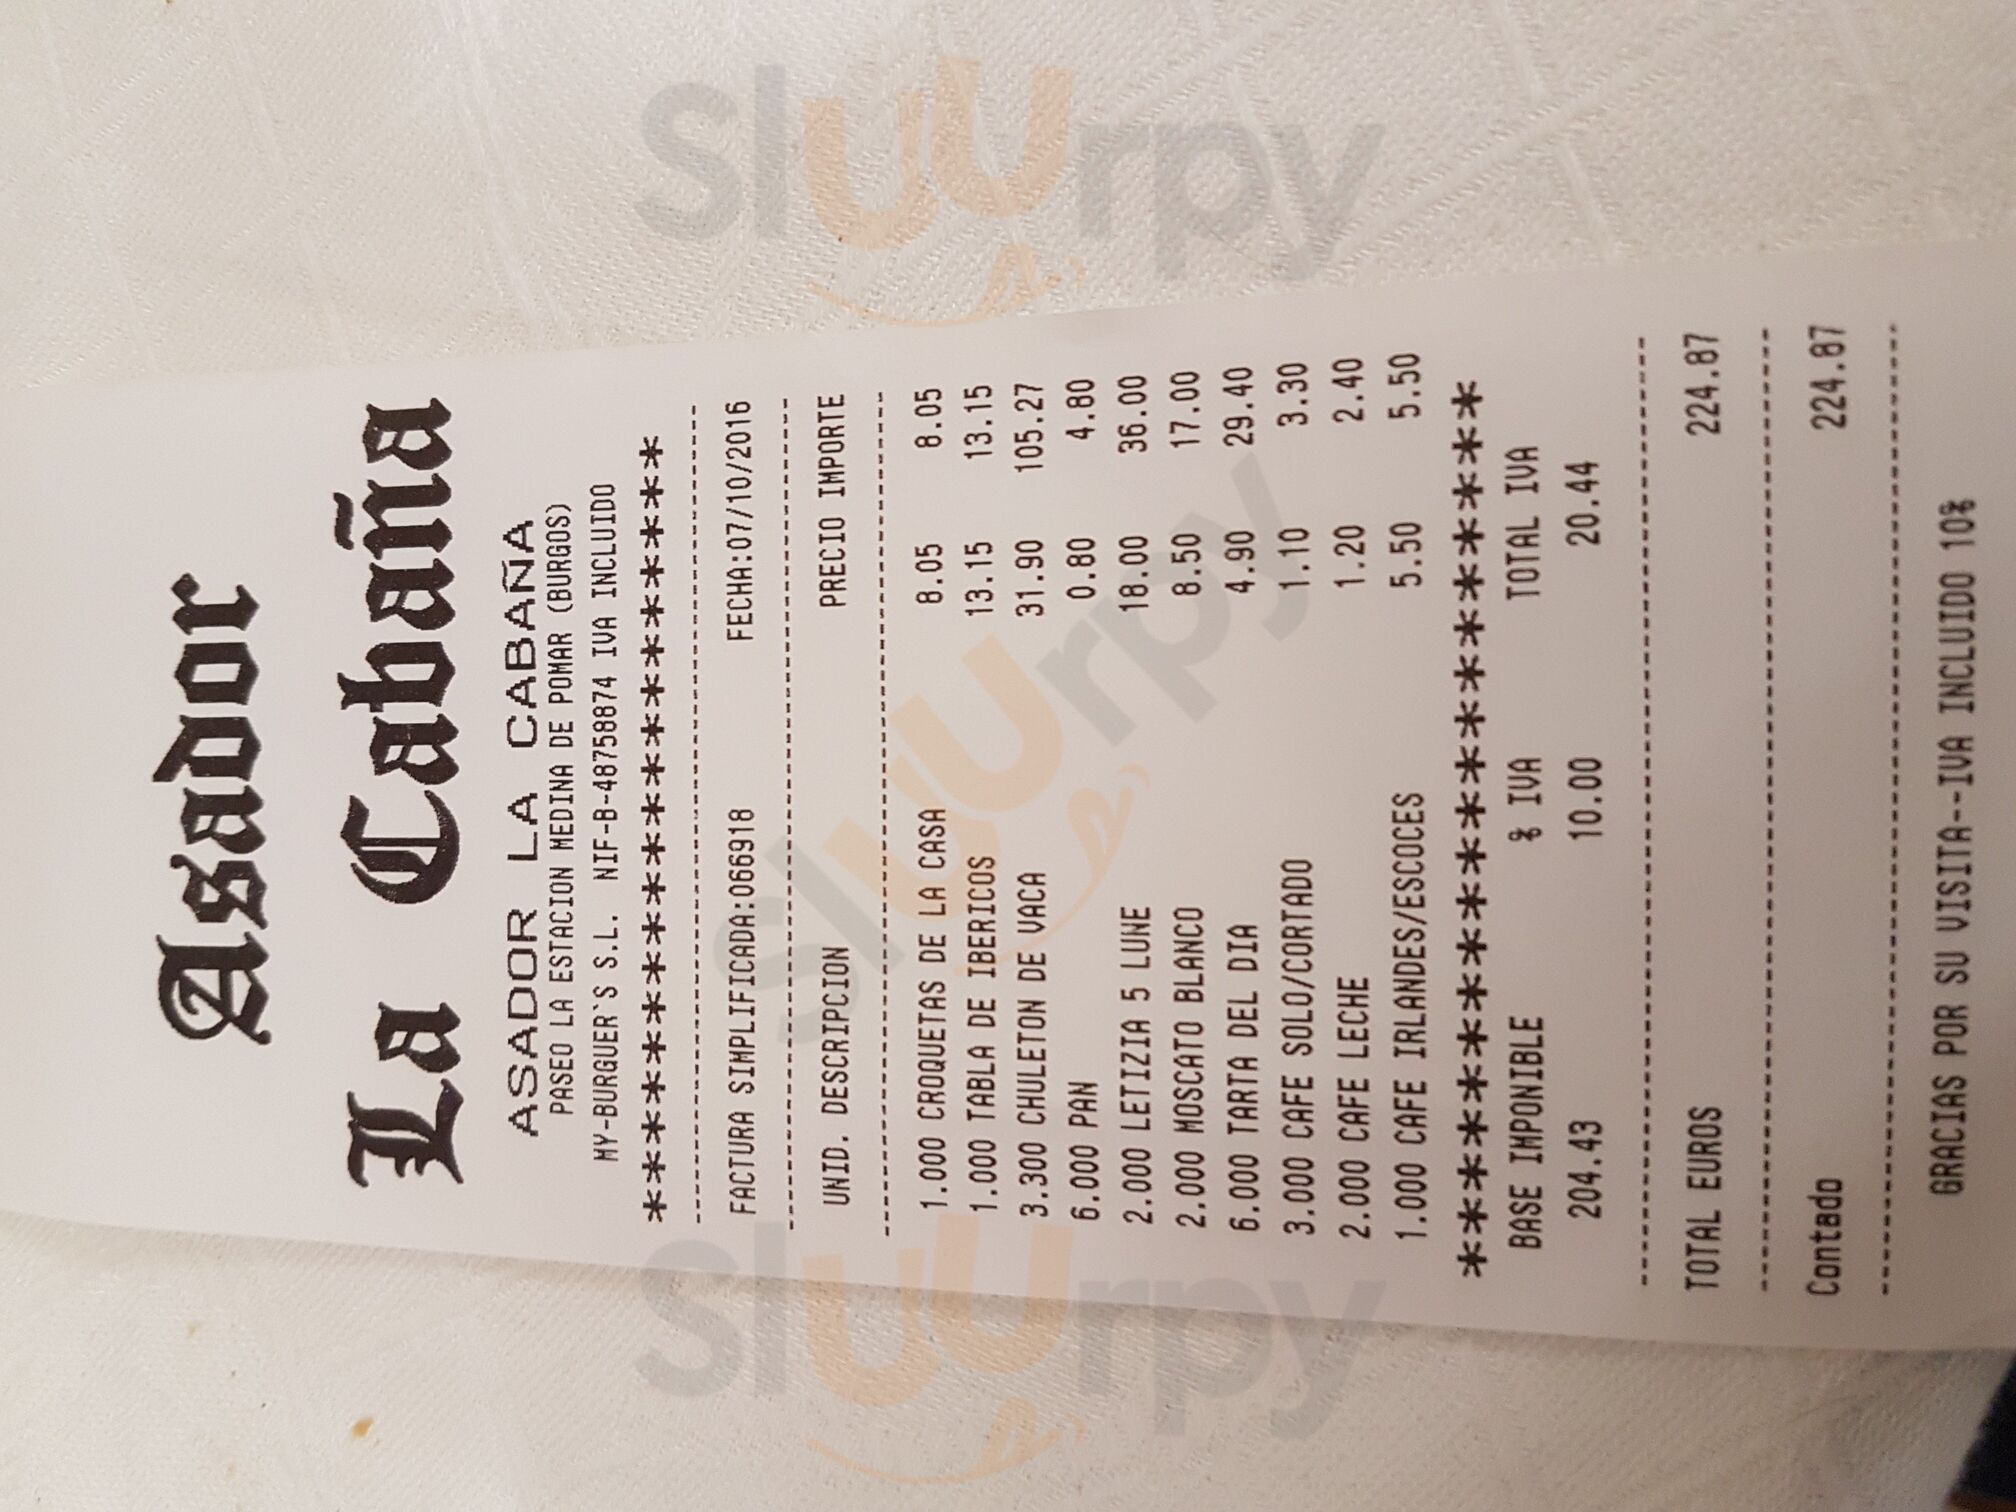 Asador
La Cabaña
ASADOR LA CABAÑA
PASEO LA ESTACION MEDINA DE POMAR (BURGOS)
MY-BURGUER`S S.L. NIF-B-48758874 IVA INCLUIDO
FACTURA SIMPLIFICADA:066918 FECHA:07/10/2016
UNID. DESCRIPCION PRECIO IMPORTE
1.000 CROQUETAS DE LA CASA 8.05 8.05
1.000 TABLA DE IBERICOS 13.15 13.15
3.300 CHULETON DE VACA 31.90 105.27
6.000 PAN 0.80 4.80
2.000 LETIZIA 5 LUNE 18.00 36.00
2.000 MOSCATO BLANCO 8.50 17.00
6.000 TARTA DEL DIA 4.90 29.40
3.000 CAFE SOLO/CORTADO 1.10 3.30
2.000 CAFE LECHE 1.20 2.40
1.000 CAFE IRLANDES/ESCOCES 5.50 5.50
BASE IMPONIBLE % IVA TOTAL IVA
204.43 10.00 20.44
TOTAL EUROS 224.87
Contado 224.87
GRACIAS POR SU VISITA--IVA INCLUIDO 10%
sluurpy
sluurpy
sluurpy